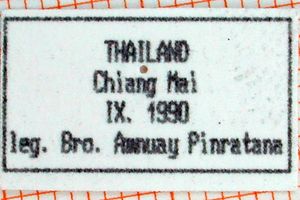 THAILAND
Chiang Mai
IX. 1990
leg. Bro. Amnuay Pinratana